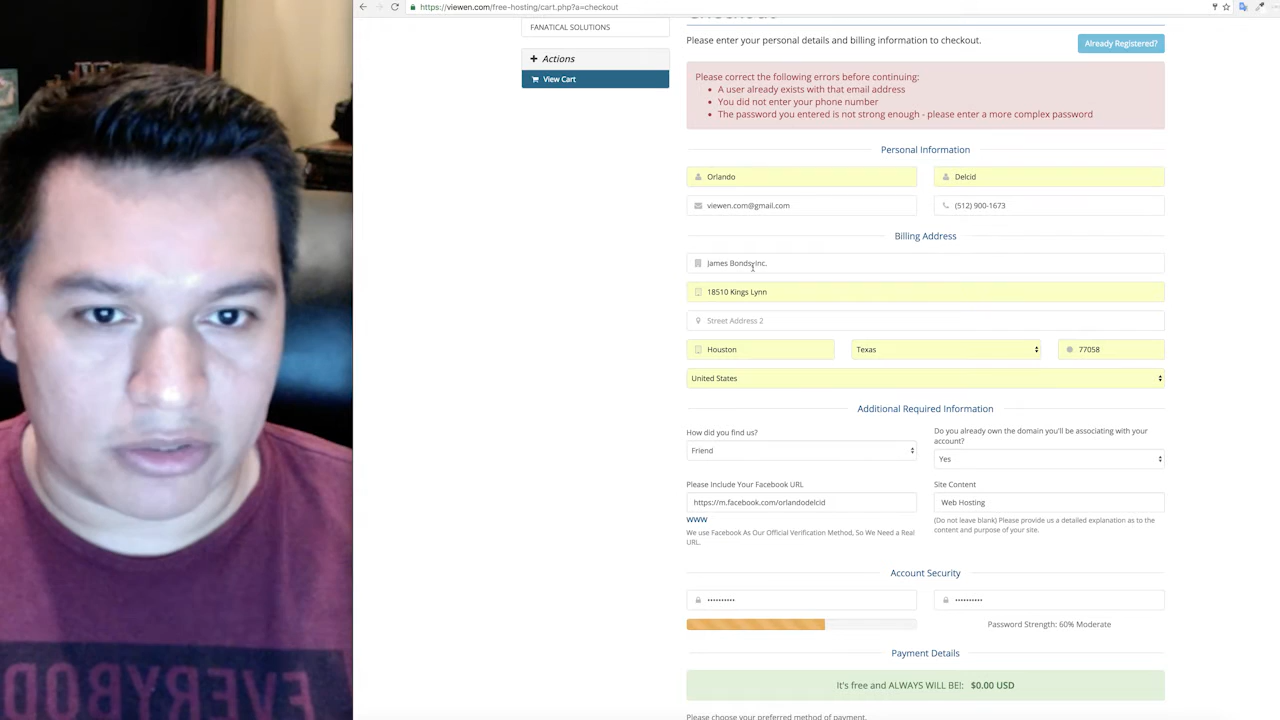 https://viewen.com/free-hosting/cart.php?a=checkout
FANATICAL SOLUTIONS
Actions
View Cart
Please enter your personal details and billing information to checkout.
Already Registered?
Please correct the following errors before continuing:
• A user already exists with that email address
• You did not enter your phone number
• The password you entered is not strong enough - please enter a more complex password
Personal Information
Orlando
Delcid
viewen.com@gmail.com
(512) 900-1673
Billing Address
James Bonds Inc.
18510 Kings Lynn
Street Address 2
Houston
Texas
77058
United States
Additional Required Information
How did you find us?
Friend
Do you already own the domain you'll be associating with your
account?
Yes
Please Include Your Facebook URL
https://m.facebook.com/orlandodelcid
www
We use Facebook As Our Official Verification Method, So We Need a Real
URL.
Site Content
Web Hosting
(Do not leave blank) Please provide us a detailed explanation as to the
content and purpose of your site.
Account Security
••••••••••
••••••••••
Password Strength: 60% Moderate
Payment Details
It's free and ALWAYS WILL BE!: $0.00 USD
Please choose your preferred method of payment.